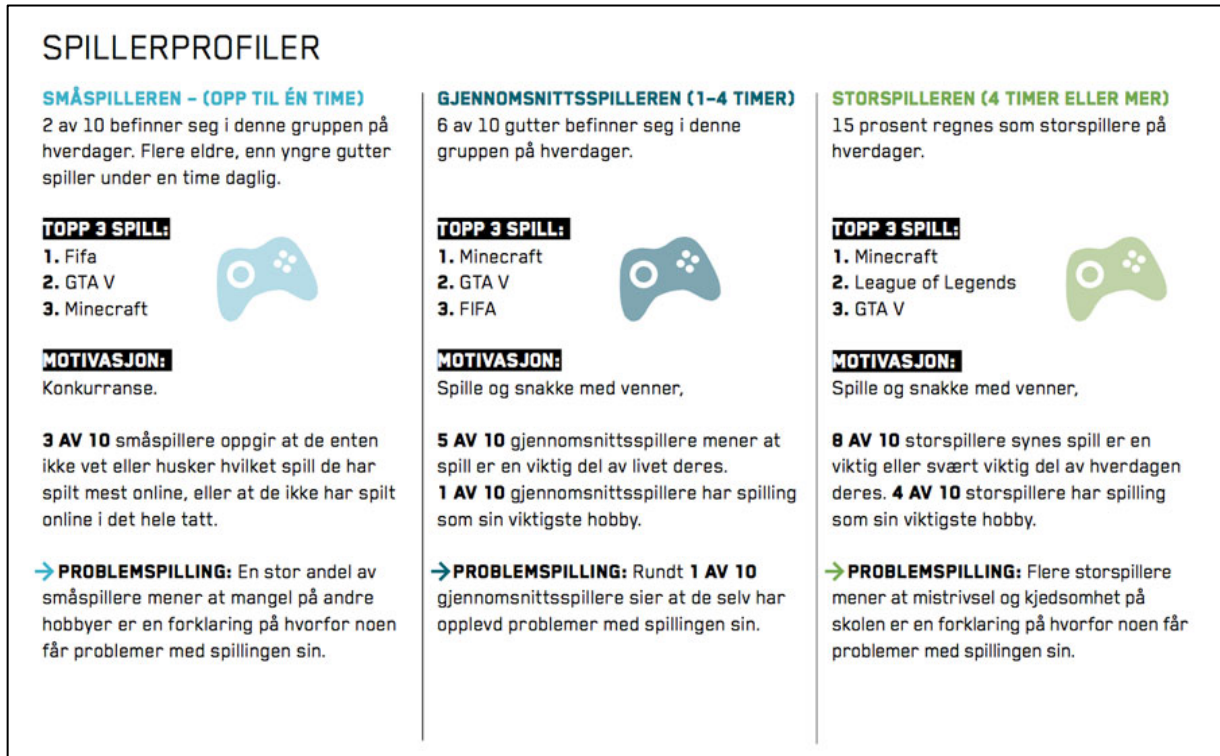 SPILLERPROFILER
SMÅSPILLEREN – (OPP TIL ÉN TIME)
2 av 10 befinner seg i denne gruppen på
hverdager. Flere eldre, enn yngre gutter
spiller under en time daglig.
TOPP 3 SPILL:
1. Fifa
2. GTA V
3. Minecraft
MOTIVASJON:
Konkurranse.
3 AV 10 småspillere oppgir at de enten
ikke vet eller husker hvilket spill de har
spilt mest online, eller at de ikke har spilt
online i det hele tatt.
→ PROBLEMSPILLING: En stor andel av
småspillere mener at mangel på andre
hobbyer er en forklaring på hvorfor noen
får problemer med spillingen sin.
GJENNOMSNITTSSPILLEREN (1–4 TIMER)
6 av 10 gutter befinner seg i denne
gruppen på hverdager.
TOPP 3 SPILL:
1. Minecraft
2. GTA V
3. FIFA
MOTIVASJON:
Spille og snakke med venner,
5 AV 10 gjennomsnittsspillere mener at
spill er en viktig del av livet deres.
1 AV 10 gjennomsnittsspillere har spilling
som sin viktigste hobby.
→ PROBLEMSPILLING: Rundt 1 AV 10
gjennomsnittsspillere sier at de selv har
opplevd problemer med spillingen sin.
STORSPILLEREN (4 TIMER ELLER MER)
15 prosent regnes som storspillere på
hverdager.
TOPP 3 SPILL:
1. Minecraft
2. League of Legends
3. GTA V
MOTIVASJON:
Spille og snakke med venner,
8 AV 10 storspillere synes spill er en
viktig eller svært viktig del av hverdagen
deres. 4 AV 10 storspillere har spilling
som sin viktigste hobby.
→ PROBLEMSPILLING: Flere storspillere
mener at mistrivsel og kjedsomhet på
skolen er en forklaring på hvorfor noen får
problemer med spillingen sin.